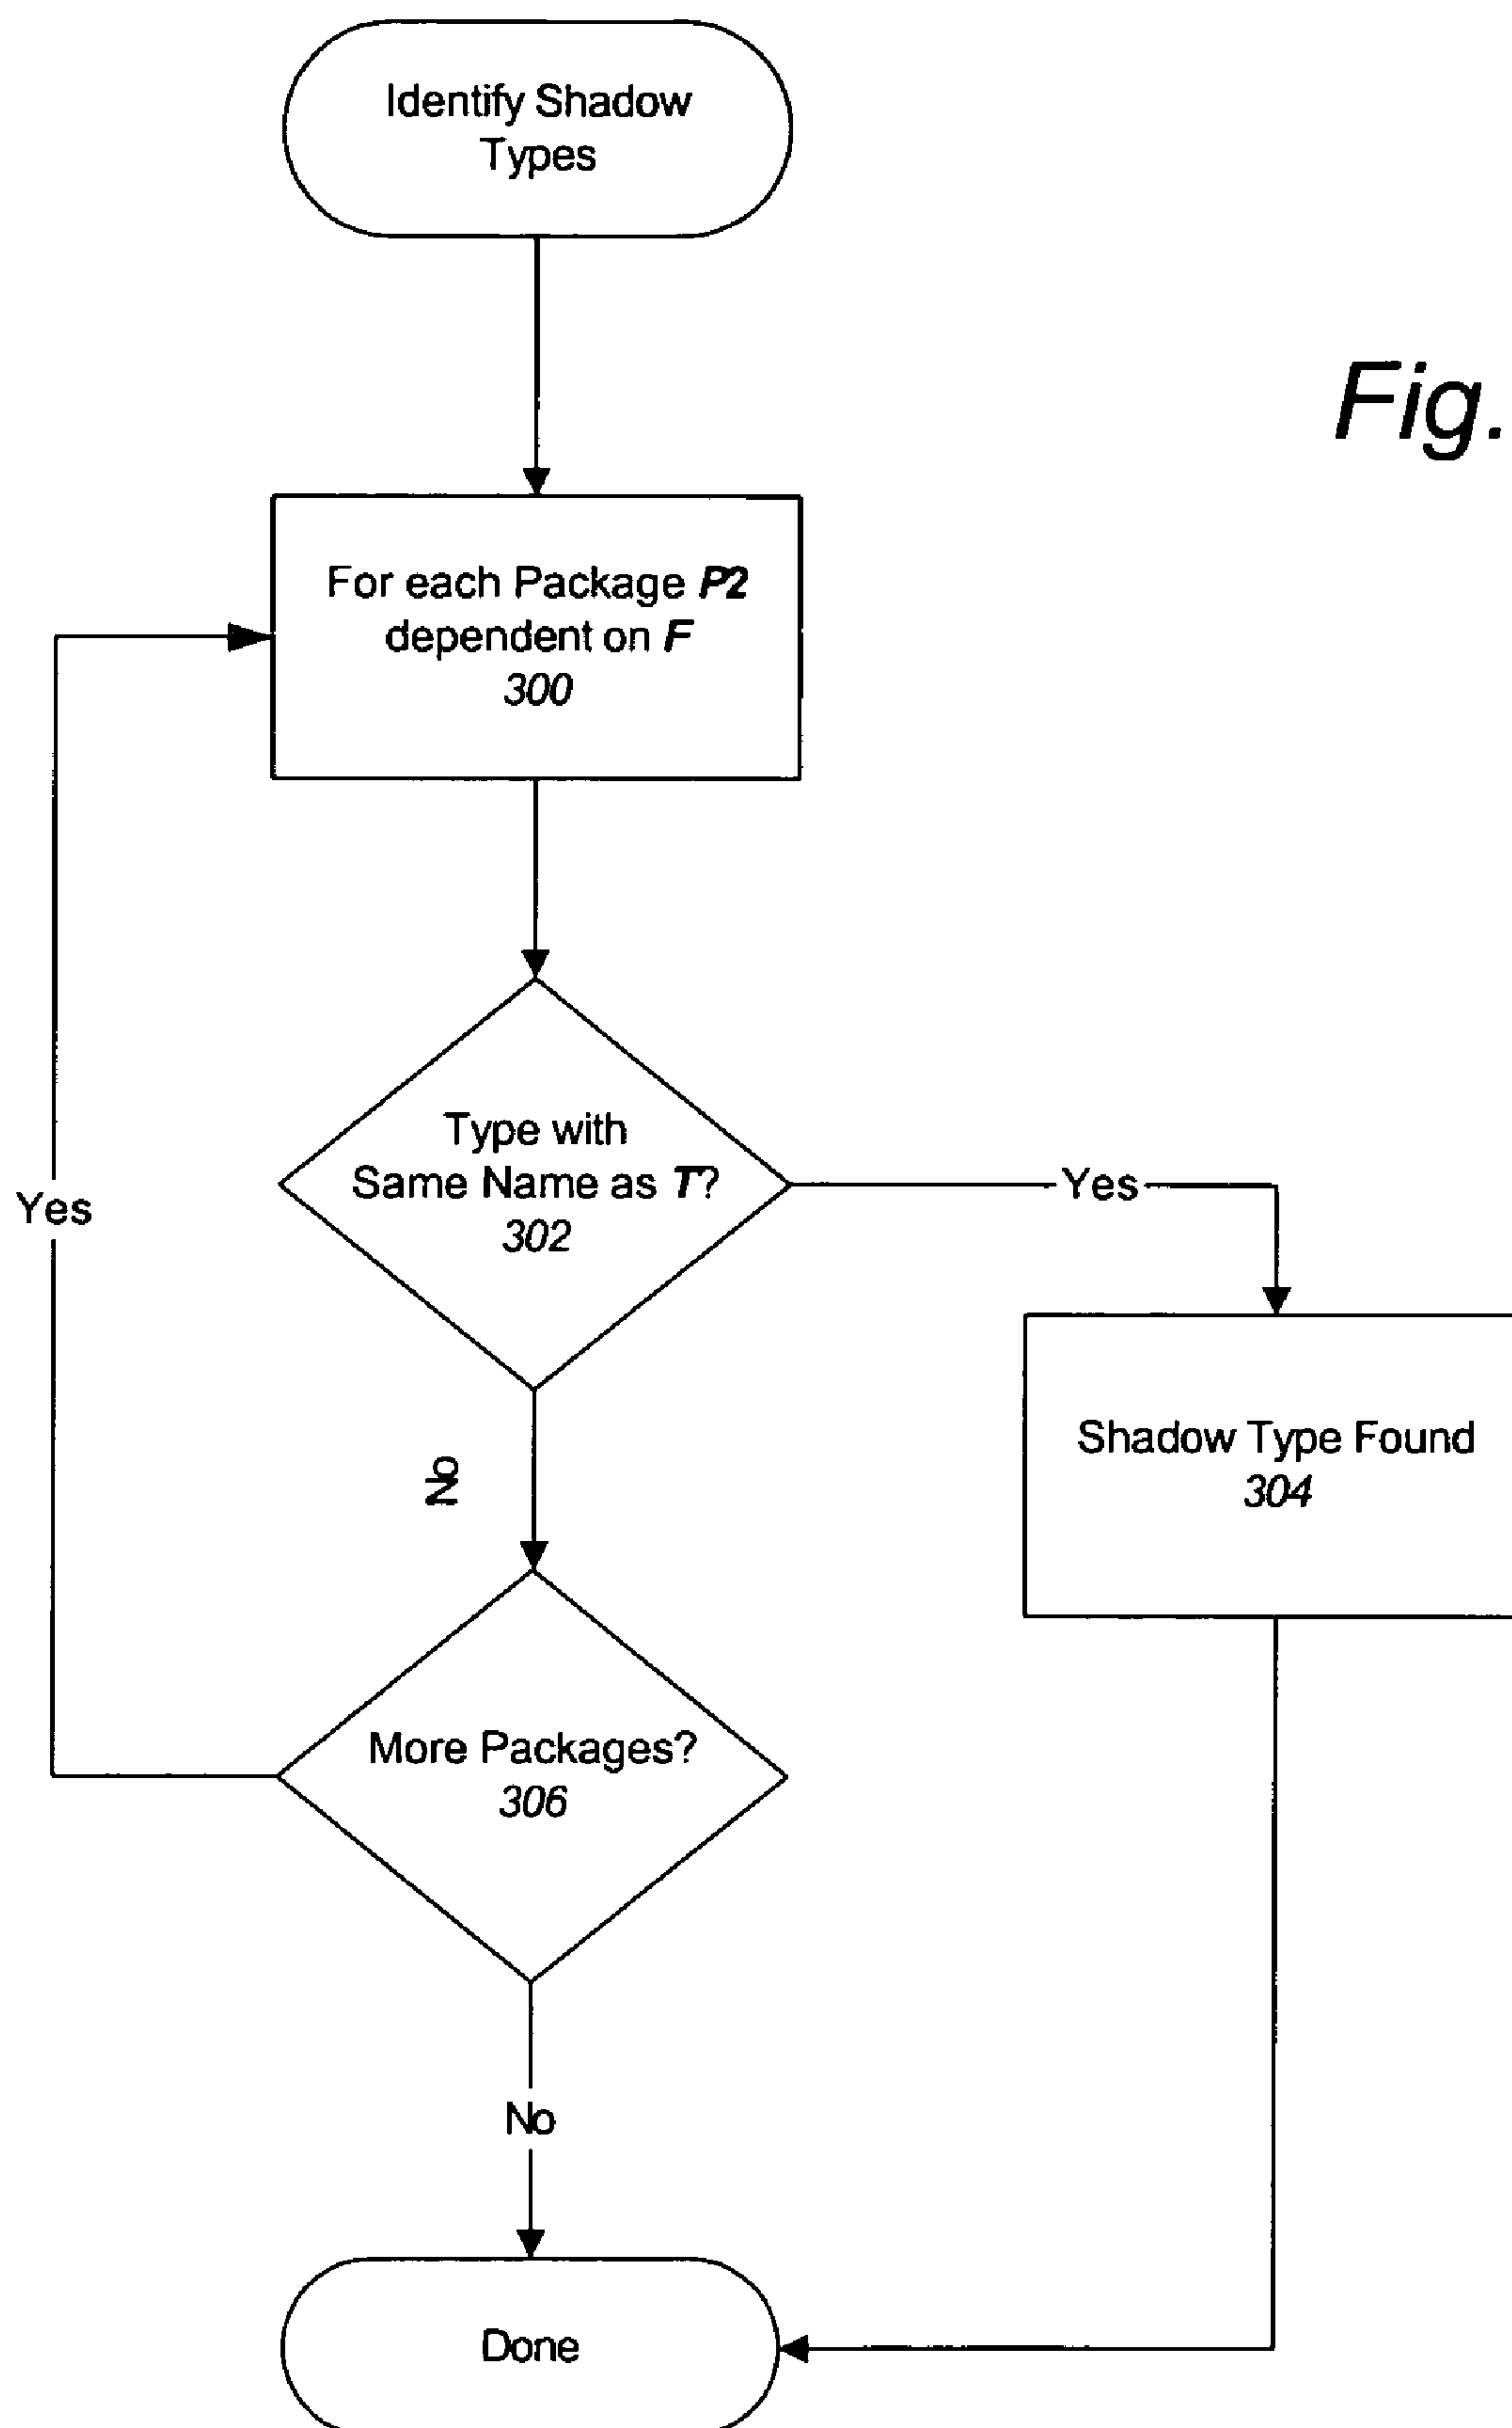 Identify Shadow
Types
Fig.
For each Package P2
dependent on F
300
Type with
Same Name as T?
302
Yes
Yes
Shadow Type Found
304
No
More Packages?
306
No
Done